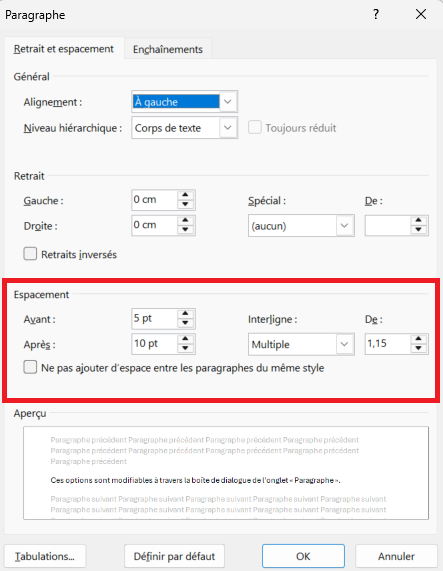 Paragraphe ? ×
Retrait et espacement Enchaînements
Général
Alignement : À gauche
Niveau hiérarchique : Corps de texte Toujours réduit
Retrait
Gauche : 0 cm Spécial : De :
Droite : 0 cm (aucun)
Retraits inversés
Espacement
Avant : 5 pt Interligne : De :
Après : 10 pt Multiple 1,15
Ne pas ajouter d'espace entre les paragraphes du même style
Aperçu
Paragraphe précédent Paragraphe précédent Paragraphe précédent Paragraphe précédent
Paragraphe précédent Paragraphe précédent Paragraphe précédent Paragraphe précédent
Paragraphe précédent
Ces options sont modifiables à travers la boîte de dialogue de l'onglet « Paragraphe ».
Paragraphe suivant Paragraphe suivant Paragraphe suivant Paragraphe suivant Paragraphe suivant
Paragraphe suivant Paragraphe suivant Paragraphe suivant Paragraphe suivant Paragraphe suivant
Tabulations... Définir par défaut OK Annuler